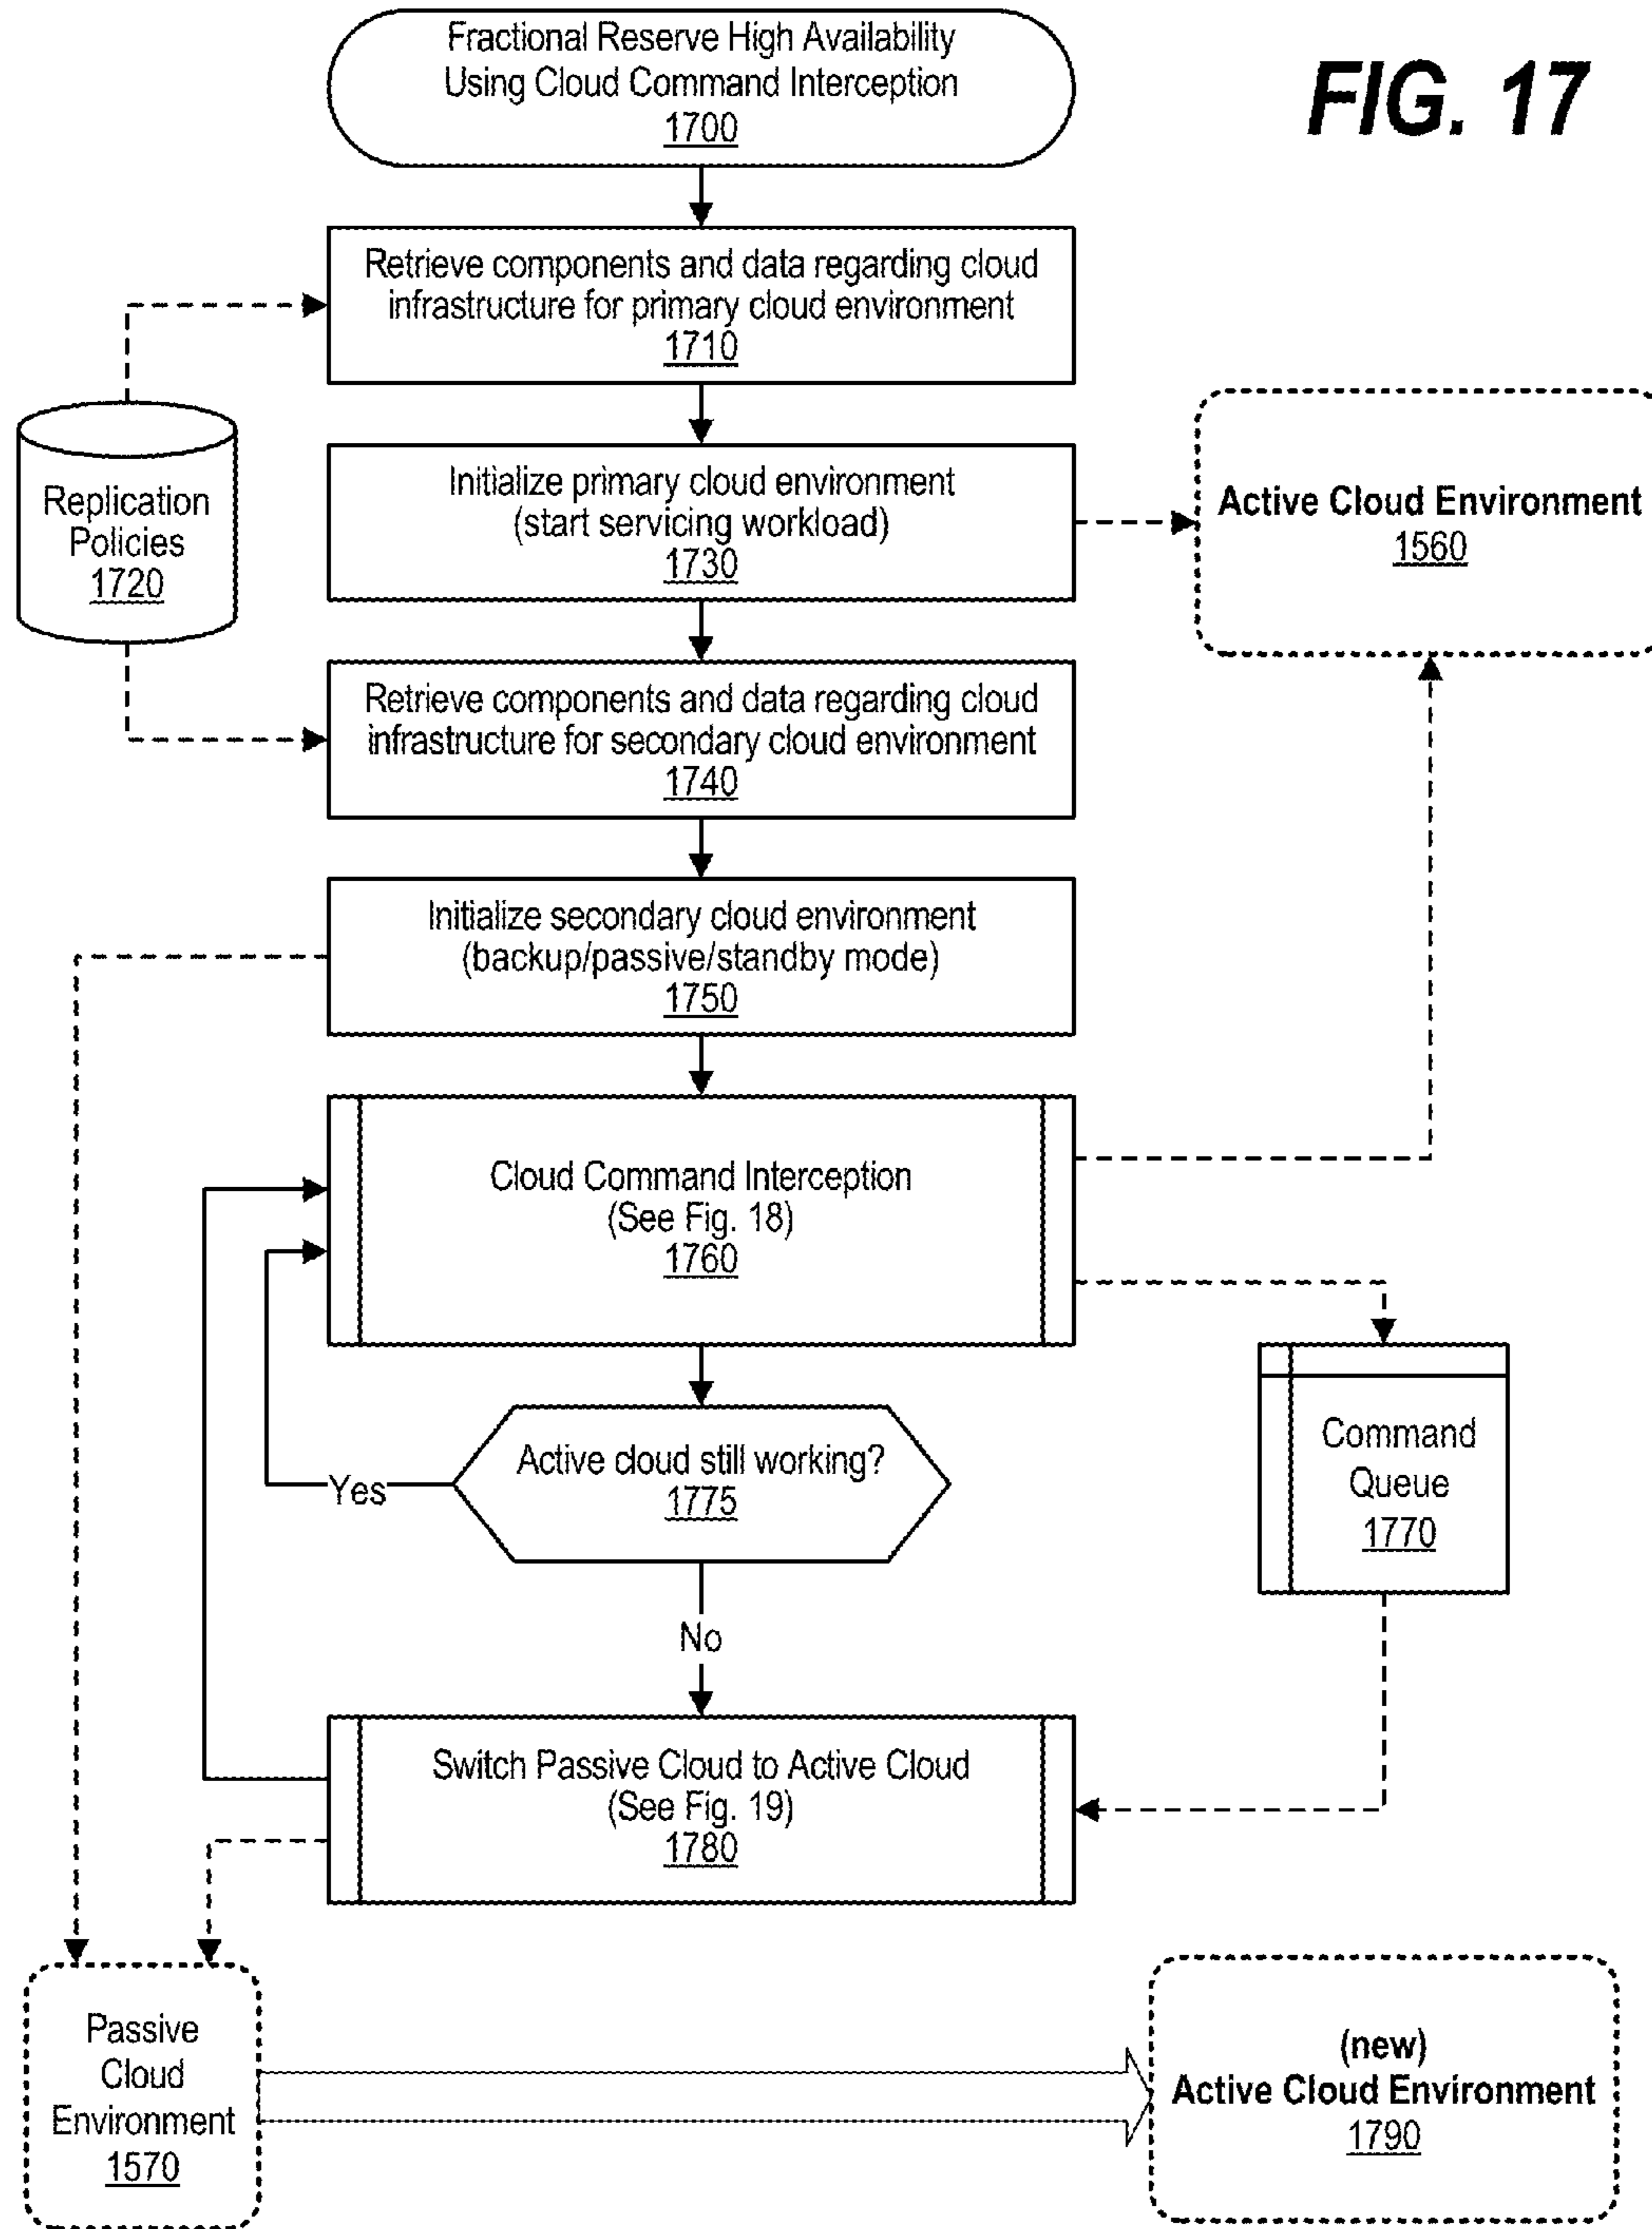 Fractional Reserve High Availability
Using Cloud Command Interception
1700
FIG. 17
Retrieve components and data regarding cloud
infrastructure for primary cloud environment
1710
Replication
Policies
1720
Initialize primary cloud environment
(start servicing workload)
1730
Active Cloud Environment
1560
Retrieve components and data regarding cloud
infrastructure for secondary cloud environment
1740
Initialize secondary cloud environment
(backup/passive/standby mode)
1750
Cloud Command Interception
(See Fig. 18)
1760
Active cloud still working?
1775
Yes
No
Command
Queue
1770
Switch Passive Cloud to Active Cloud
(See Fig. 19)
1780
Passive
Cloud
Environment
1570
(new)
Active Cloud Environment
1790